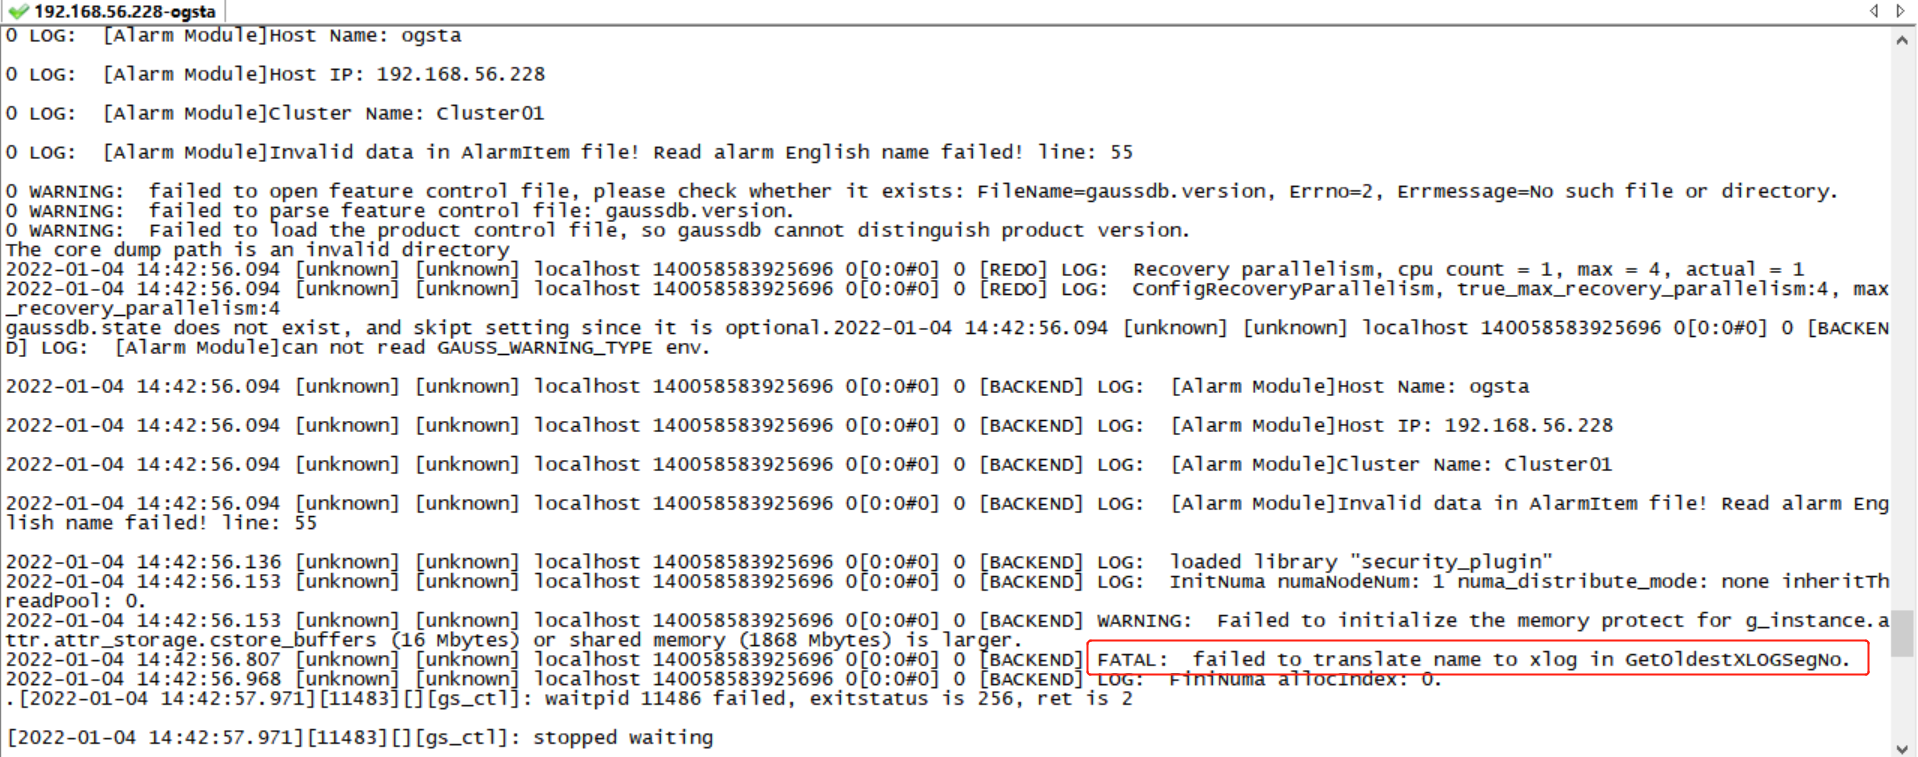 192.168.56.228-ogsta
0 LOG:  [Alarm Module]Host Name: ogsta
0 LOG:  [Alarm Module]Host IP: 192.168.56.228
0 LOG:  [Alarm Module]Cluster Name: Cluster01
0 LOG:  [Alarm Module]Invalid data in AlarmItem file! Read alarm English name failed! line: 55
0 WARNING:  failed to open feature control file, please check whether it exists: FileName=gaussdb.version, Errno=2, Errmessage=No such file or directory.
0 WARNING:  failed to parse feature control file: gaussdb.version.
0 WARNING:  Failed to load the product control file, so gaussdb cannot distinguish product version.
The core dump path is an invalid directory
2022-01-04 14:42:56.094 [unknown] [unknown] localhost 140058583925696 0[0:0#0] 0 [REDO] LOG:  Recovery parallelism, cpu count = 1, max = 4, actual = 1
2022-01-04 14:42:56.094 [unknown] [unknown] localhost 140058583925696 0[0:0#0] 0 [REDO] LOG:  ConfigRecoveryParallelism, true_max_recovery_parallelism:4, max
_recovery_parallelism:4
gaussdb.state does not exist, and skipt setting since it is optional.2022-01-04 14:42:56.094 [unknown] [unknown] localhost 140058583925696 0[0:0#0] 0 [BACKEN
D] LOG:  [Alarm Module]can not read GAUSS_WARNING_TYPE env.
2022-01-04 14:42:56.094 [unknown] [unknown] localhost 140058583925696 0[0:0#0] 0 [BACKEND] LOG:  [Alarm Module]Host Name: ogsta
2022-01-04 14:42:56.094 [unknown] [unknown] localhost 140058583925696 0[0:0#0] 0 [BACKEND] LOG:  [Alarm Module]Host IP: 192.168.56.228
2022-01-04 14:42:56.094 [unknown] [unknown] localhost 140058583925696 0[0:0#0] 0 [BACKEND] LOG:  [Alarm Module]Cluster Name: Cluster01
2022-01-04 14:42:56.094 [unknown] [unknown] localhost 140058583925696 0[0:0#0] 0 [BACKEND] LOG:  [Alarm Module]Invalid data in AlarmItem file! Read alarm Eng
lish name failed! line: 55
2022-01-04 14:42:56.136 [unknown] [unknown] localhost 140058583925696 0[0:0#0] 0 [BACKEND] LOG:  loaded library "security_plugin"
2022-01-04 14:42:56.153 [unknown] [unknown] localhost 140058583925696 0[0:0#0] 0 [BACKEND] LOG:  InitNuma numaNodeNum: 1 numa_distribute_mode: none inheritTh
readPool: 0.
2022-01-04 14:42:56.153 [unknown] [unknown] localhost 140058583925696 0[0:0#0] 0 [BACKEND] WARNING:  Failed to initialize the memory protect for g_instance.a
ttr.attr_storage.cstore_buffers (16 Mbytes) or shared memory (1868 Mbytes) is larger.
2022-01-04 14:42:56.807 [unknown] [unknown] localhost 140058583925696 0[0:0#0] 0 [BACKEND] FATAL:  failed to translate name to xlog in GetOldestXLOGSegNo.
2022-01-04 14:42:56.968 [unknown] [unknown] localhost 140058583925696 0[0:0#0] 0 [BACKEND] LOG:  FiniNuma allocIndex: 0.
.[2022-01-04 14:42:57.971][11483][][gs_ctl]: waitpid 11486 failed, exitstatus is 256, ret is 2
[2022-01-04 14:42:57.971][11483][][gs_ctl]: stopped waiting